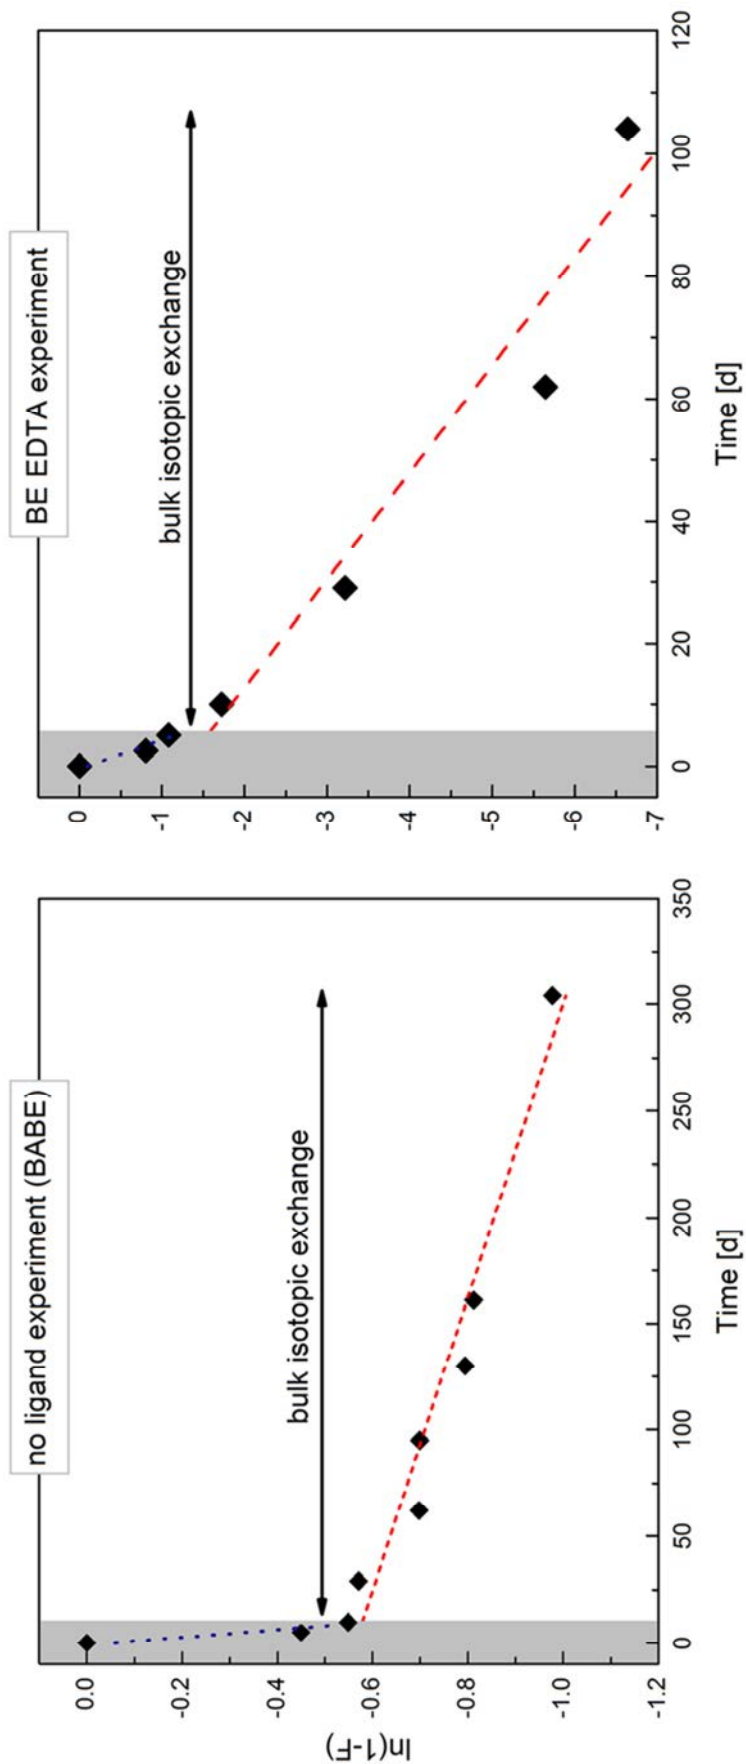 no ligand experiment (BABE)
bulk isotopic exchange
ln(1-F)
0.0
-0.2
-0.4
-0.6
-0.8
-1.0
-1.2
0 50 100 150 200 250 300 350
Time [d]
BE EDTA experiment
bulk isotopic exchange
0
-1
-2
-3
-4
-5
-6
-7
0 20 40 60 80 100 120
Time [d]